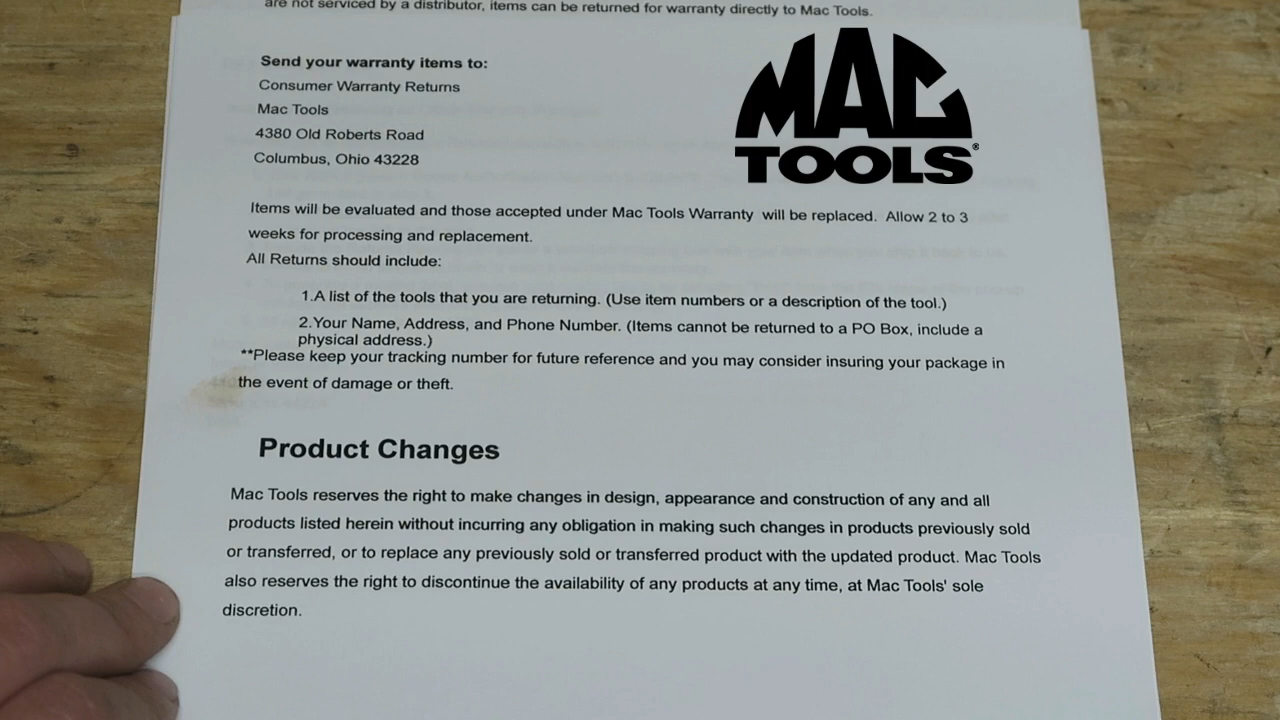 are not serviced by a distributor, items can be returned for warranty directly to Mac Tools.
MAC
TOOLS®
Send your warranty items to:
Consumer Warranty Returns
Mac Tools
4380 Old Roberts Road
Columbus, Ohio 43228
Items will be evaluated and those accepted under Mac Tools Warranty will be replaced. Allow 2 to 3
weeks for processing and replacement.
All Returns should include:
1.A list of the tools that you are returning. (Use item numbers or a description of the tool.)
2.Your Name, Address, and Phone Number. (Items cannot be returned to a PO Box, include a
physical address.)
**Please keep your tracking number for future reference and you may consider insuring your package in
the event of damage or theft.
Product Changes
Mac Tools reserves the right to make changes in design, appearance and construction of any and all
products listed herein without incurring any obligation in making such changes in products previously sold
or transferred, or to replace any previously sold or transferred product with the updated product. Mac Tools
also reserves the right to discontinue the availability of any products at any time, at Mac Tools' sole
discretion.